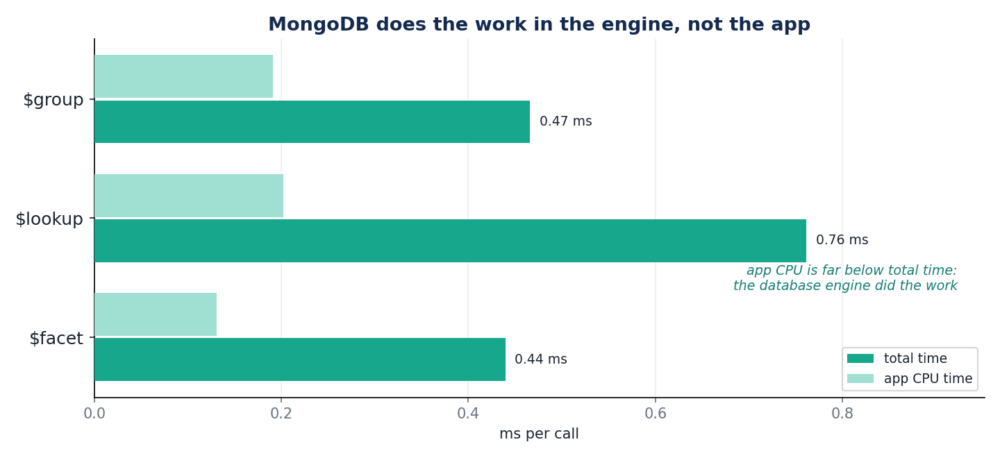 MongoDB does the work in the engine, not the app
$group
0.47 ms
$lookup
0.76 ms
app CPU is far below total time:
the database engine did the work
$facet
0.44 ms
total time
app CPU time
0.0 0.2 0.4 0.6 0.8
ms per call